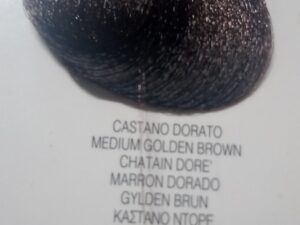 CASTANO DORATO
MEDIUM GOLDEN BROWN
CHATAIN DORE'
MARRON DORADO
GYLDEN BRUN
ΚΑΣΤΑΝΟ ΝΤΟΡΕ